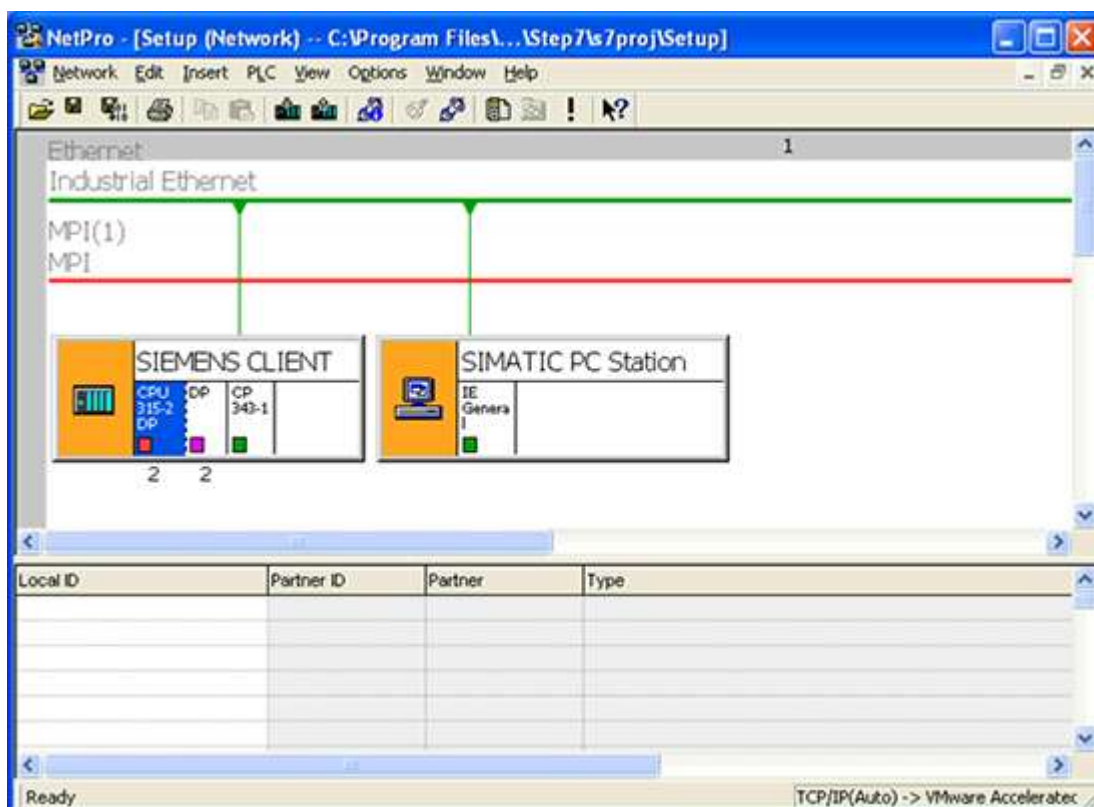 NetPro - [Setup (Network) -- C:\Program Files\...\Step7\s7proj\Setup]
Network Edit Insert PLC View Options Window Help
Ethernet 1
Industrial Ethernet
MPI(1)
MPI
SIEMENS CLIENT
CPU 315-2 DP
DP
CP 343-1
2 2
SIMATIC PC Station
IE Genera l
Local ID Partner ID Partner Type
Ready TCP/IP(Auto) -> VMware Acceleratec